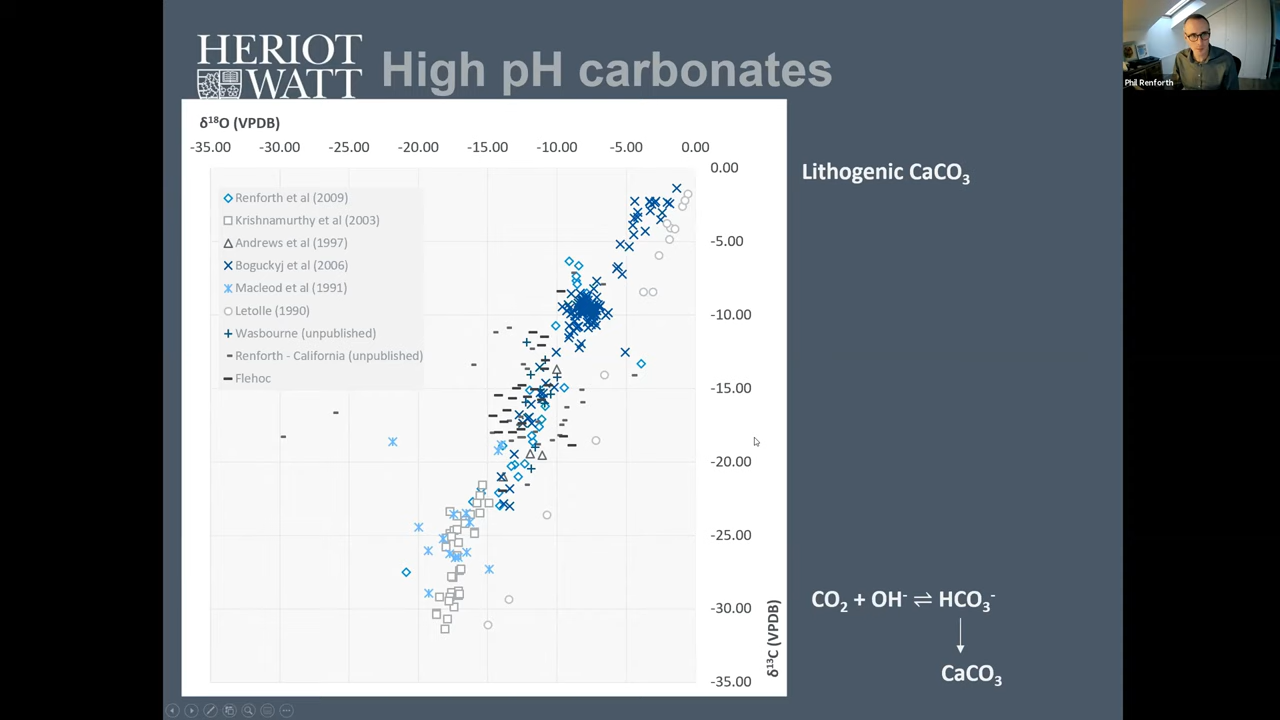 HERIOT
WATT
High pH carbonates
Phil Renforth
δ¹⁸O (VPDB)
-35.00 -30.00 -25.00 -20.00 -15.00 -10.00 -5.00 0.00
0.00
-5.00
-10.00
-15.00
-20.00
-25.00
-30.00
-35.00
δ¹³C (VPDB)
Renforth et al (2009)
Krishnamurthy et al (2003)
Andrews et al (1997)
Boguckyj et al (2006)
Macleod et al (1991)
Letolle (1990)
Wasbourne (unpublished)
Renforth - California (unpublished)
Flehoc
Lithogenic CaCO₃
CO₂ + OH⁻ ⇌ HCO₃⁻
CaCO₃